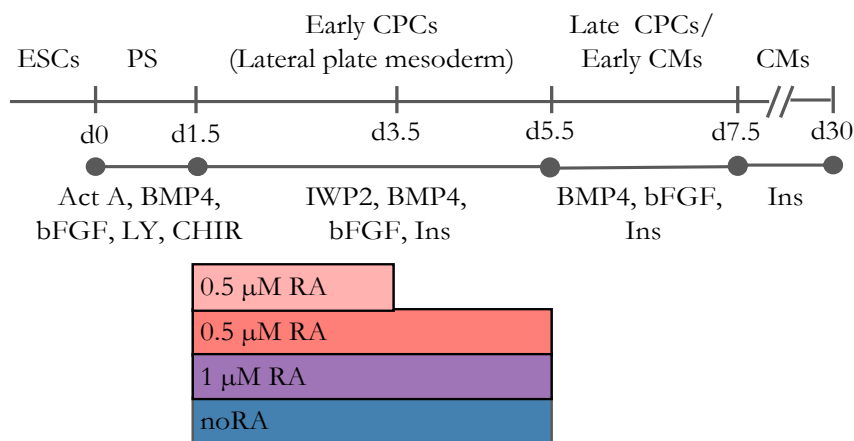 Early CPCs
Late CPCs/
ESCs
PS
(Lateral plate mesoderm)
Early CMs
CMs
d0
d1.5
d3.5
d5.5
d7.5
d30
Act A, BMP4,
IWP2, BMP4,
BMP4, bFGF,
Ins
bFGF, LY, CHIR
bFGF, Ins
Ins
0.5 μM RA
0.5 μM RA
1 μM RA
noRA